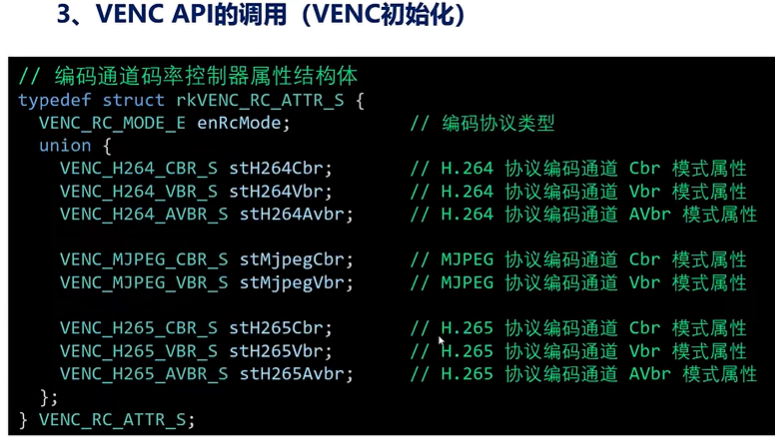 3、VENC API的调用（VENC初始化）
// 编码通道码率控制器属性结构体
typedef struct rkVENC_RC_ATTR_S {
VENC_RC_MODE_E enRcMode; // 编码协议类型
union {
VENC_H264_CBR_S stH264Cbr; // H.264 协议编码通道 Cbr 模式属性
VENC_H264_VBR_S stH264Vbr; // H.264 协议编码通道 Vbr 模式属性
VENC_H264_AVBR_S stH264Avbr; // H.264 协议编码通道 AVbr 模式属性
VENC_MJPEG_CBR_S stMjpegCbr; // MJPEG 协议编码通道 Cbr 模式属性
VENC_MJPEG_VBR_S stMjpegVbr; // MJPEG 协议编码通道 Vbr 模式属性
VENC_H265_CBR_S stH265Cbr; // H.265 协议编码通道 Cbr 模式属性
VENC_H265_VBR_S stH265Vbr; // H.265 协议编码通道 Vbr 模式属性
VENC_H265_AVBR_S stH265Avbr; // H.265 协议编码通道 AVbr 模式属性
};
} VENC_RC_ATTR_S;